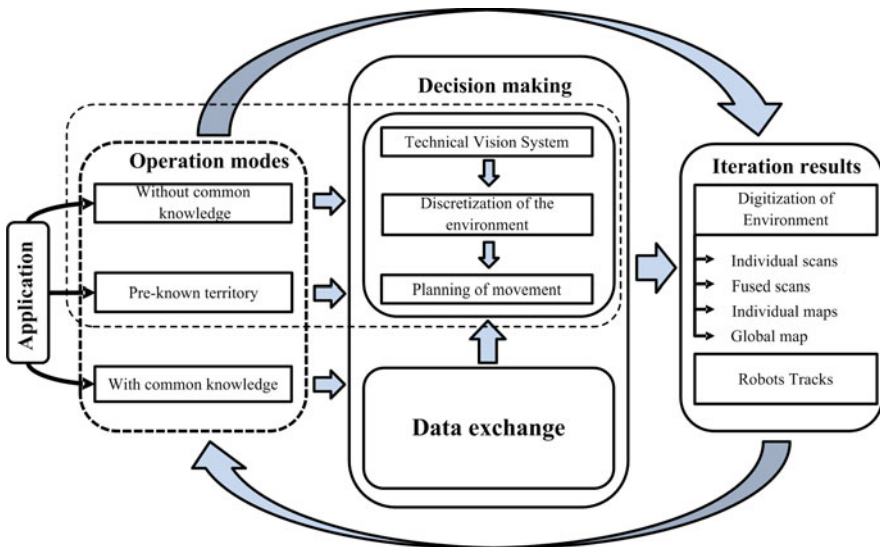 Application
Operation modes
Without common
knowledge
Pre-known territory
With common knowledge
Decision making
Technical Vision System
Discretization of the
environment
Planning of movement
Data exchange
Iteration results
Digitization of
Environment
Individual scans
Fused scans
Individual maps
Global map
Robots Tracks